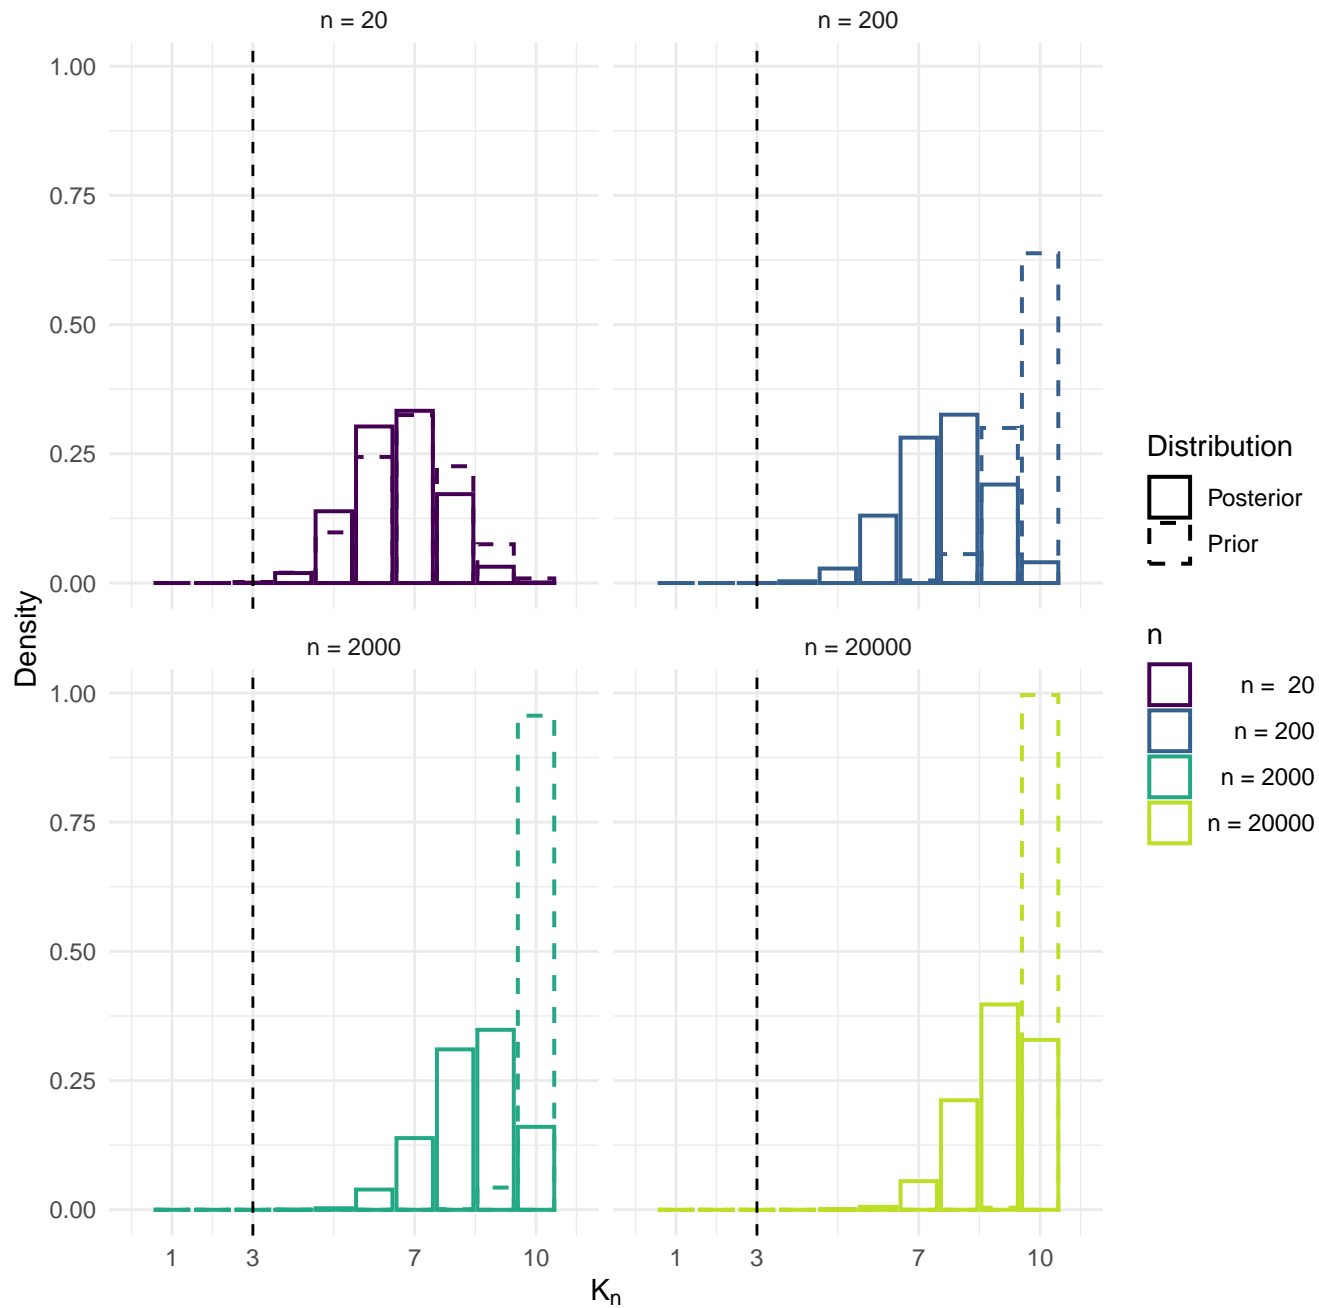 n = 20
n = 200
1.00
0.75
0.50
0.25
0.00
Density
n = 2000
n = 20000
1.00
0.75
0.50
0.25
0.00
1 3 7 10
1 3 7 10
Kn
Distribution
Posterior
Prior
n
n = 20
n = 200
n = 2000
n = 20000